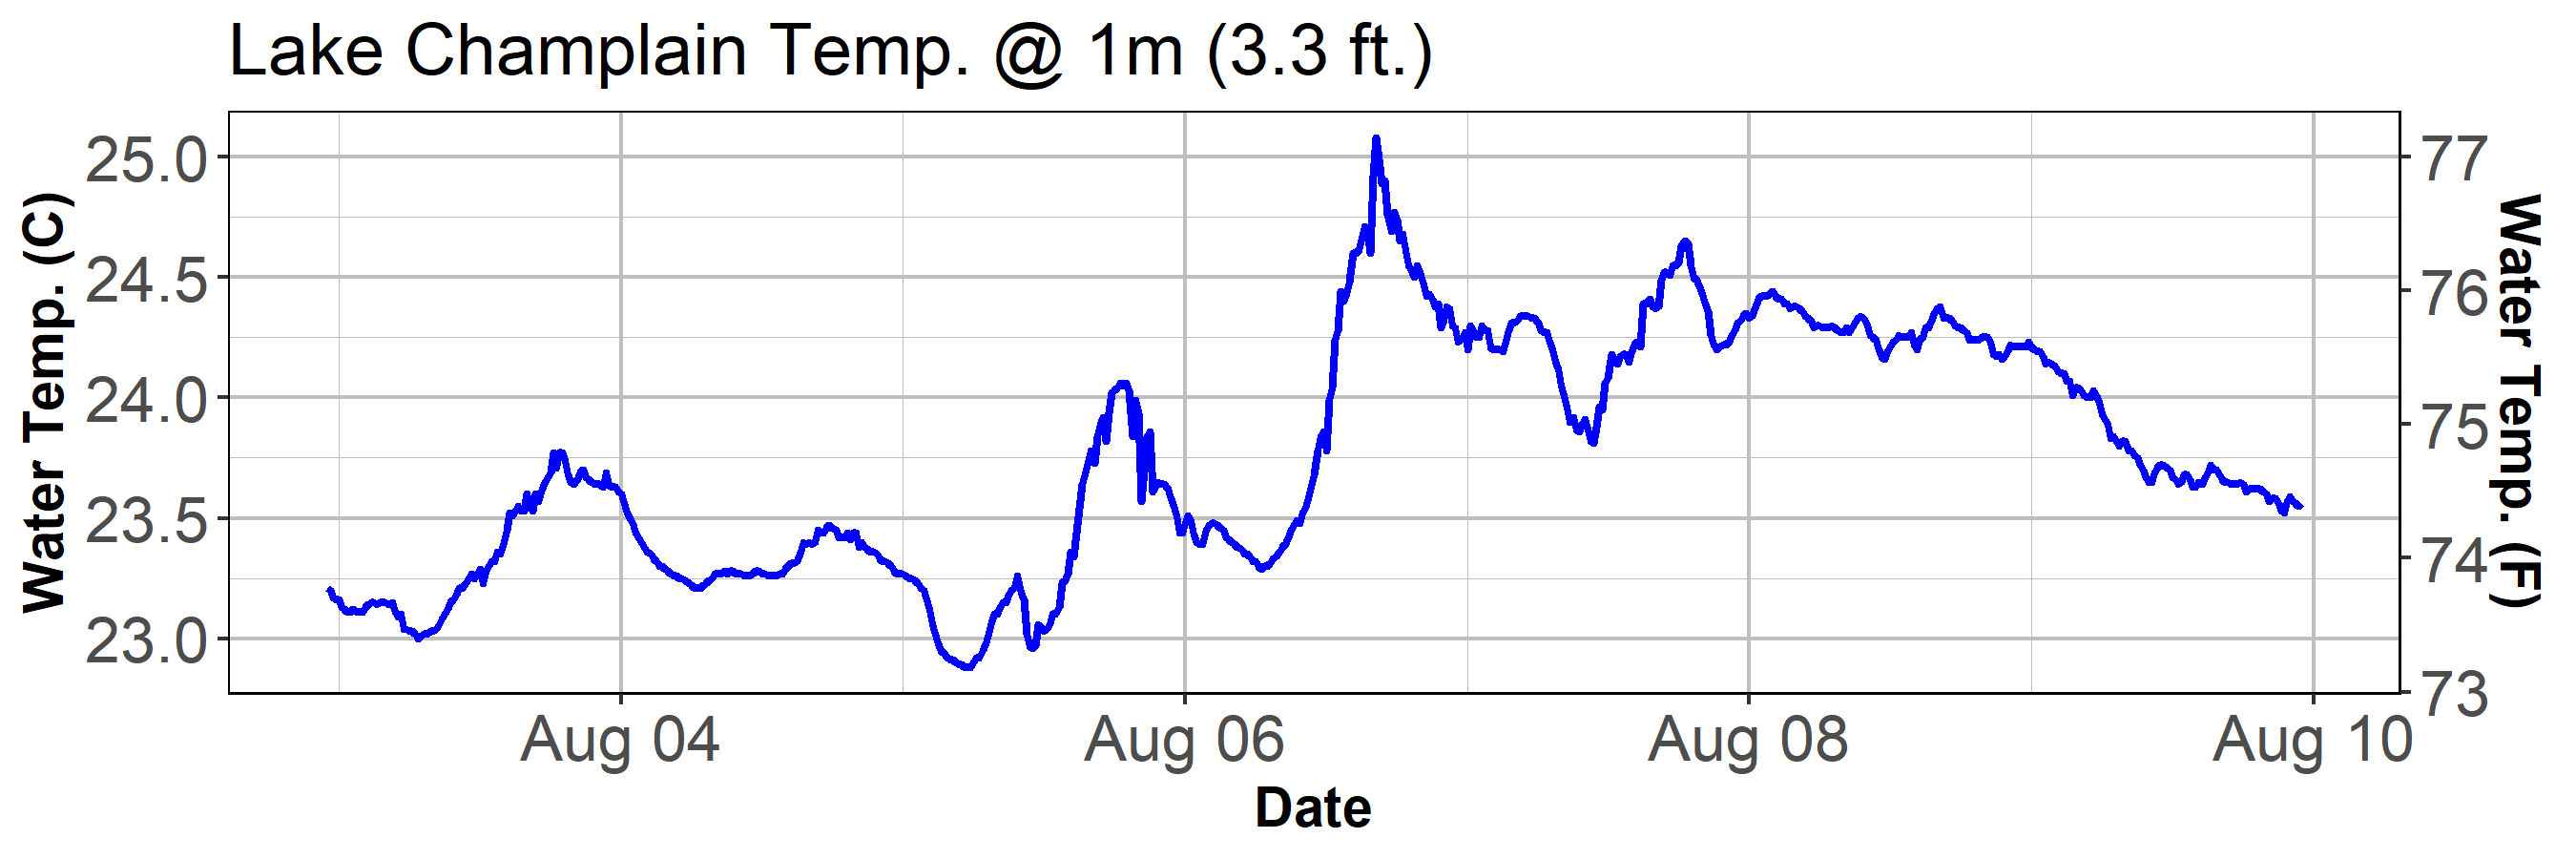 Lake Champlain Temp. @ 1m (3.3 ft.)
Water Temp. (C)
25.0
24.5
24.0
23.5
23.0
77
76
75
74
73
Water Temp. (F)
Aug 04 Aug 06 Aug 08 Aug 10
Date